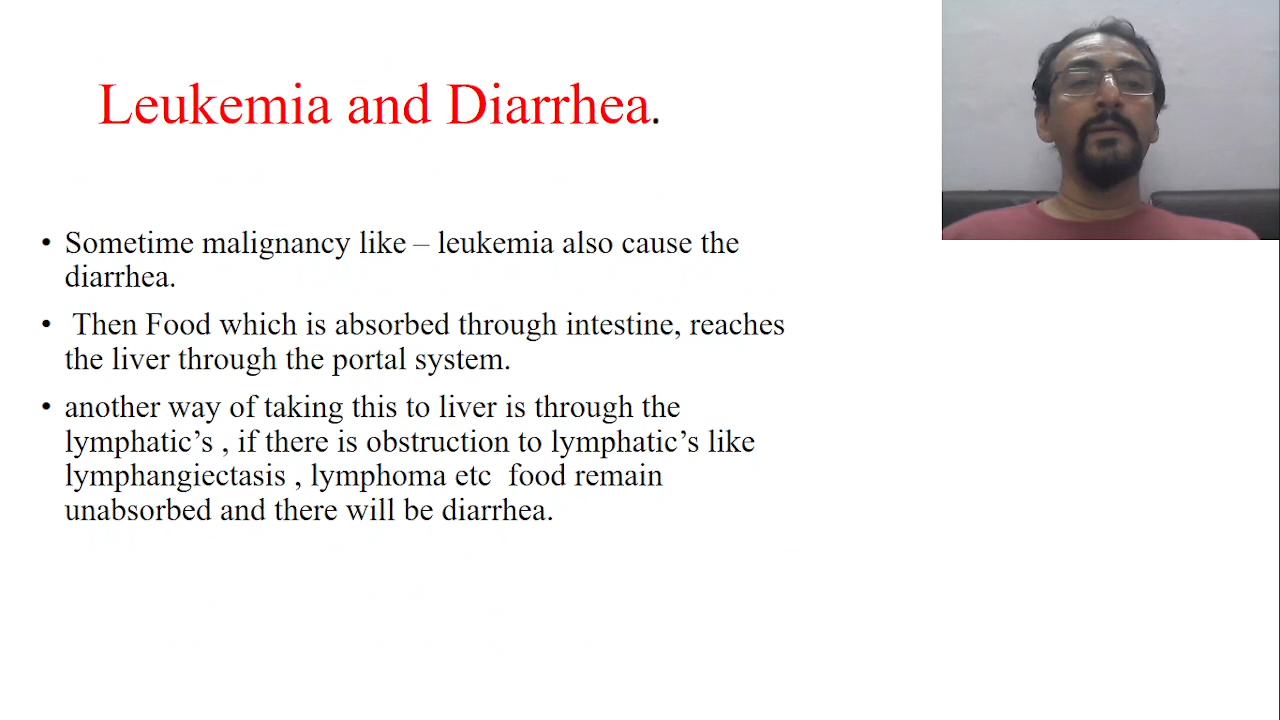 Leukemia and Diarrhea.
• Sometime malignancy like – leukemia also cause the
diarrhea.
• Then Food which is absorbed through intestine, reaches
the liver through the portal system.
• another way of taking this to liver is through the
lymphatic’s , if there is obstruction to lymphatic’s like
lymphangiectasis , lymphoma etc  food remain
unabsorbed and there will be diarrhea.